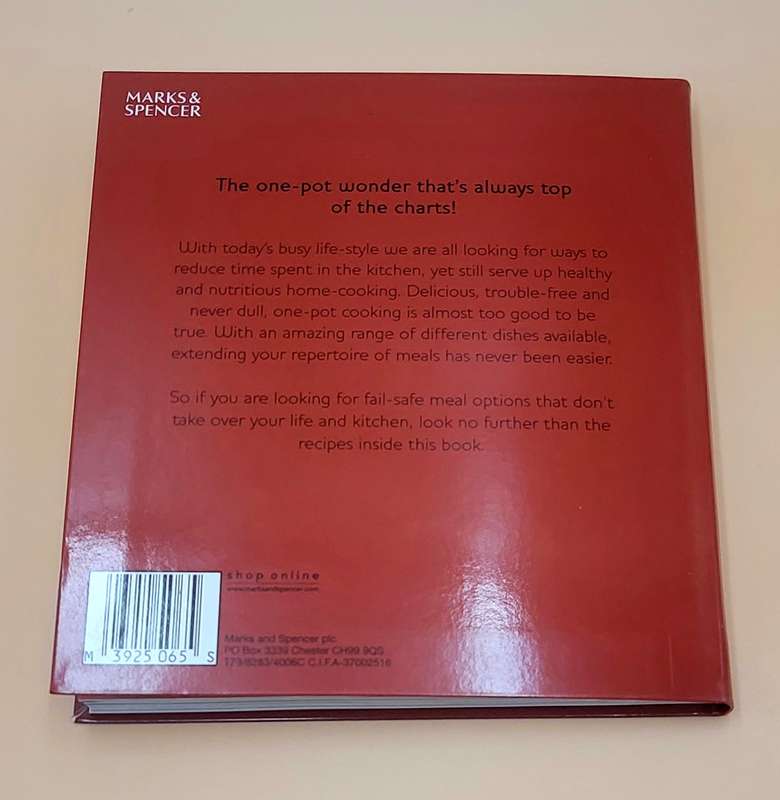 MARKS&
SPENCER
The one-pot wonder that's always top
of the charts!
With today's busy life-style we are all looking for ways to
reduce time spent in the kitchen, yet still serve up healthy
and nutritious home-cooking. Delicious, trouble-free and
never dull, one-pot cooking is almost too good to be
true. With an amazing range of different dishes available,
extending your repertoire of meals has never been easier.
So if you are looking for fail-safe meal options that don't
take over your life and kitchen, look no further than the
recipes inside this book.
shop online
www.marksandspencer.com
Marks and Spencer plc
PO Box 3339 Chester CH99 9QS
173/8283/4006C C.I.FA-37002516
M 3925 065 S